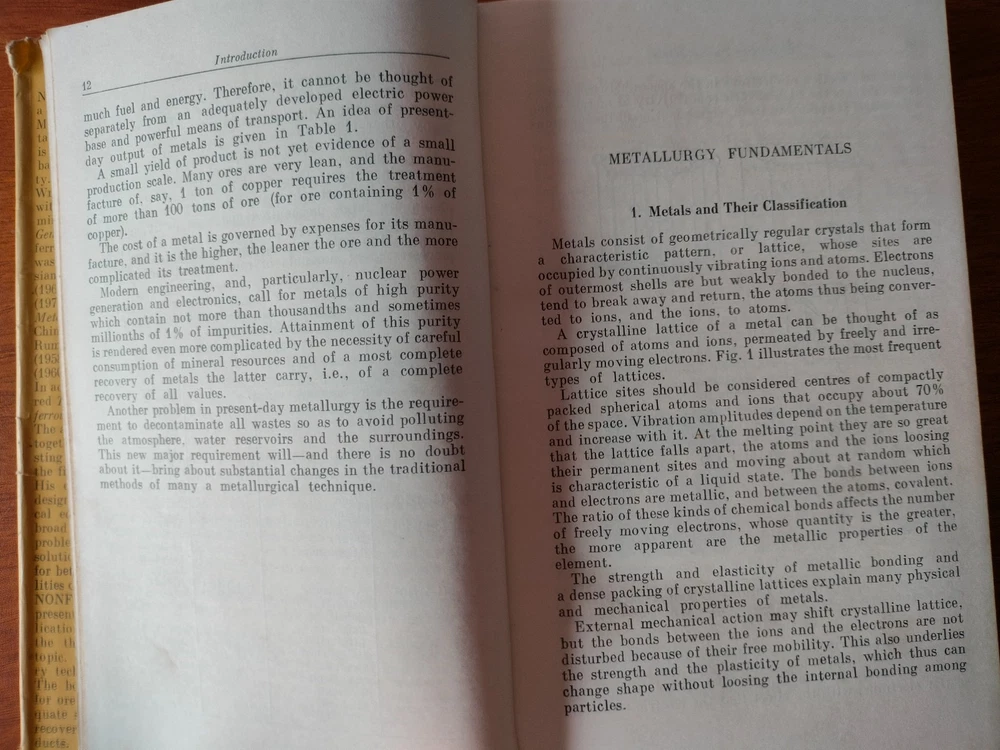 12
Introduction
much fuel and energy. Therefore, it cannot be thought of
separately from an adequately developed electric power
base and powerful means of transport. An idea of present-
day output of metals is given in Table 1.
A small yield of product is not yet evidence of a small
production scale. Many ores are very lean, and the manu-
facture of, say, 1 ton of copper requires the treatment
of more than 100 tons of ore (for ore containing 1% of
copper).
The cost of a metal is governed by expenses for its manu-
facture, and it is the higher, the leaner the ore and the more
complicated its treatment.
Modern engineering, and, particularly, nuclear power
generation and electronics, call for metals of high purity
which contain not more than thousandths and sometimes
millionths of 1% of impurities. Attainment of this purity
is rendered even more complicated by the necessity of careful
consumption of mineral resources and of a most complete
recovery of metals the latter carry, i.e., of a complete
recovery of all values.
Another problem in present-day metallurgy is the require-
ment to decontaminate all wastes so as to avoid polluting
the atmosphere, water reservoirs and the surroundings.
This new major requirement will—and there is no doubt
about it—bring about substantial changes in the traditional
methods of many a metallurgical technique.
METALLURGY FUNDAMENTALS
1. Metals and Their Classification
Metals consist of geometrically regular crystals that form
a characteristic pattern, or lattice, whose sites are
occupied by continuously vibrating ions and atoms. Electrons
of outermost shells are but weakly bonded to the nucleus,
tend to break away and return, the atoms thus being conver-
ted to ions, and the ions, to atoms.
A crystalline lattice of a metal can be thought of as
composed of atoms and ions, permeated by freely and irre-
gularly moving electrons. Fig. 1 illustrates the most frequent
types of lattices.
Lattice sites should be considered centres of compactly
packed spherical atoms and ions that occupy about 70%
of the space. Vibration amplitudes depend on the temperature
and increase with it. At the melting point they are so great
that the lattice falls apart, the atoms and the ions loosing
their permanent sites and moving about at random which
is characteristic of a liquid state. The bonds between ions
and electrons are metallic, and between the atoms, covalent.
The ratio of these kinds of chemical bonds affects the number
of freely moving electrons, whose quantity is the greater,
the more apparent are the metallic properties of the
element.
The strength and elasticity of metallic bonding and
a dense packing of crystalline lattices explain many physical
and mechanical properties of metals.
External mechanical action may shift crystalline lattice,
but the bonds between the ions and the electrons are not
disturbed because of their free mobility. This also underlies
the strength and the plasticity of metals, which thus can
change shape without loosing the internal bonding among
particles.